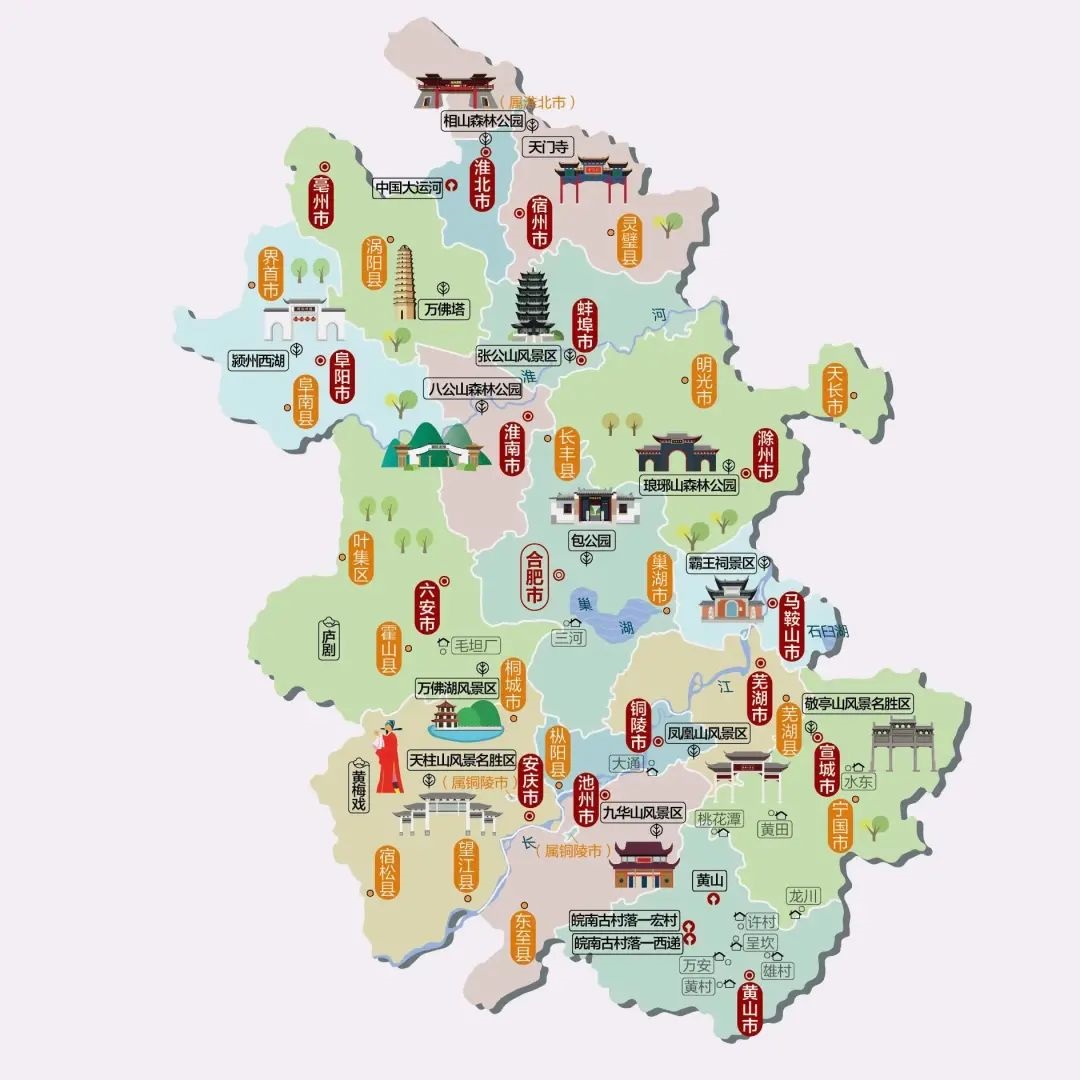 （属淮北市）
相山森林公园
天门寺
淮北市
中国大运河
亳州市
宿州市
灵璧县
涡阳县
界首市
万佛塔
蚌埠市
河
张公山风景区
淮
颍州西湖
阜阳市
阜南县
八公山森林公园
明光市
天长市
淮南市
长丰县
滁州市
琅琊山森林公园
包公园
叶集区
合肥市
巢湖市
霸王祠景区
六安市
巢
湖
马鞍山市
石臼湖
庐剧
霍山县
毛坦厂
三河
万佛湖风景区
桐城市
江
芜湖市
芜湖县
敬亭山风景名胜区
铜陵市
凤凰山风景区
枞阳县
大通
宣城市
天柱山风景名胜区
（属铜陵市）
安庆市
黄梅戏
池州市
水东
九华山风景区
桃花潭
黄田
宁国市
长
（属铜陵市）
宿松县
望江县
黄山
龙川
东至县
皖南古村落一宏村
许村
皖南古村落一西递
呈坎
万安
雄村
黄村
黄山市